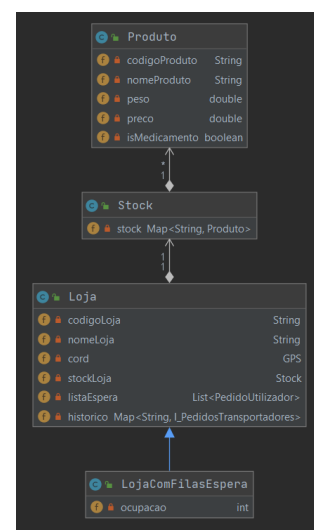 Produto
codigoProduto String
nomeProduto String
peso double
preco double
isMedicamento boolean
*
1
Stock
stock Map<String, Produto>
1
1
Loja
codigoLoja String
nomeLoja String
cord GPS
stockLoja Stock
listaEspera List<PedidoUtilizador>
historico Map<String, I_PedidosTransportadores>
LojaComFilasEspera
ocupacao int